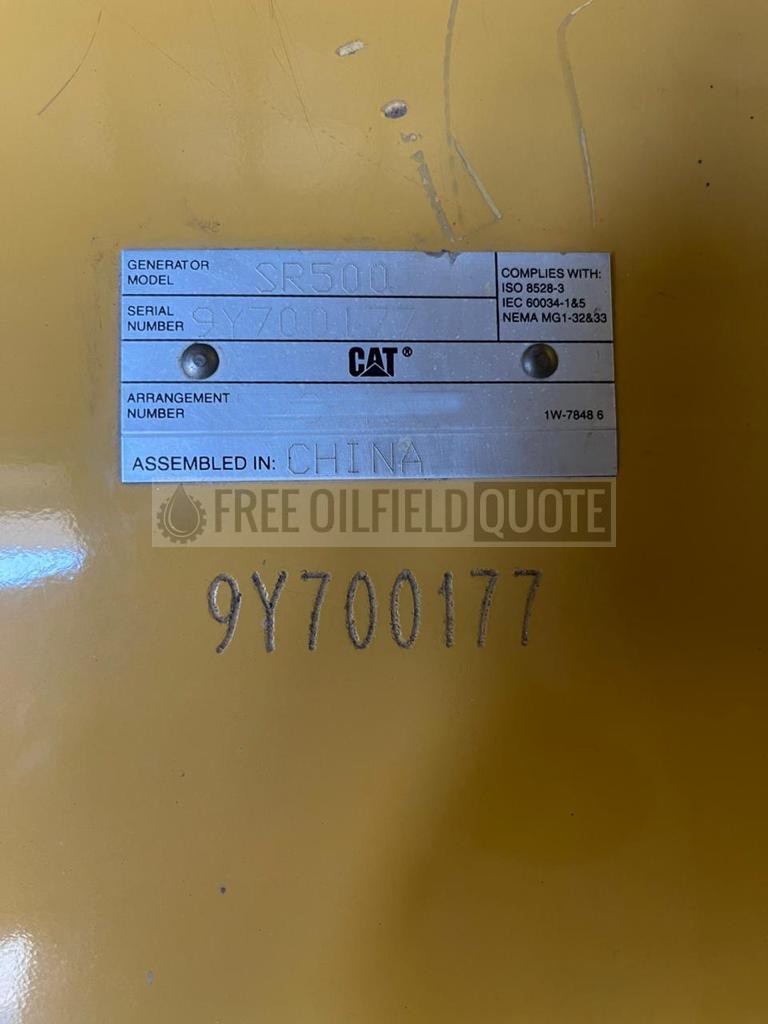 GENERATOR
MODEL SR500
COMPLIES WITH:
ISO 8528-3
IEC 60034-1&5
NEMA MG1-32&33
SERIAL
NUMBER 9Y700177
CAT®
ARRANGEMENT
NUMBER
1W-7848 6
ASSEMBLED IN: CHINA
FREE OILFIELD QUOTE
9Y700177